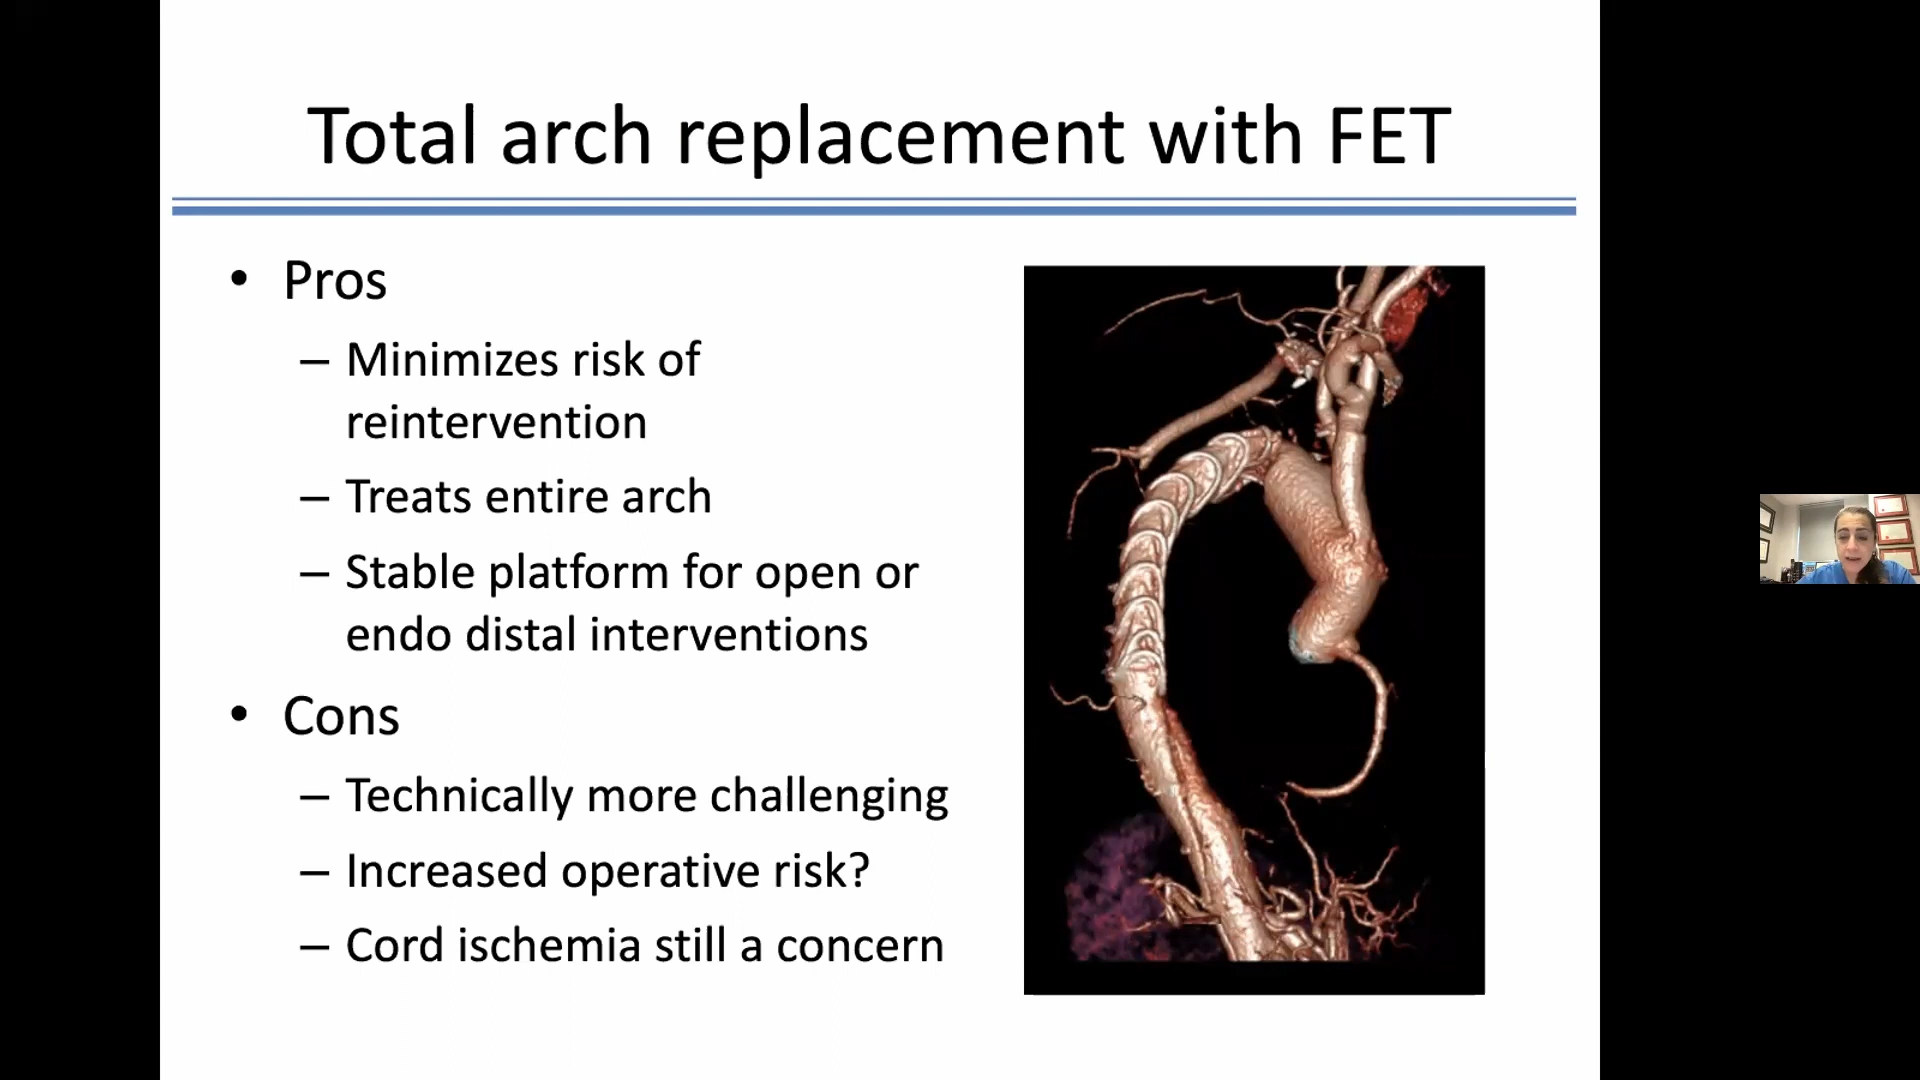 Total arch replacement with FET
• Pros
– Minimizes risk of
reintervention
– Treats entire arch
– Stable platform for open or
endo distal interventions
• Cons
– Technically more challenging
– Increased operative risk?
– Cord ischemia still a concern